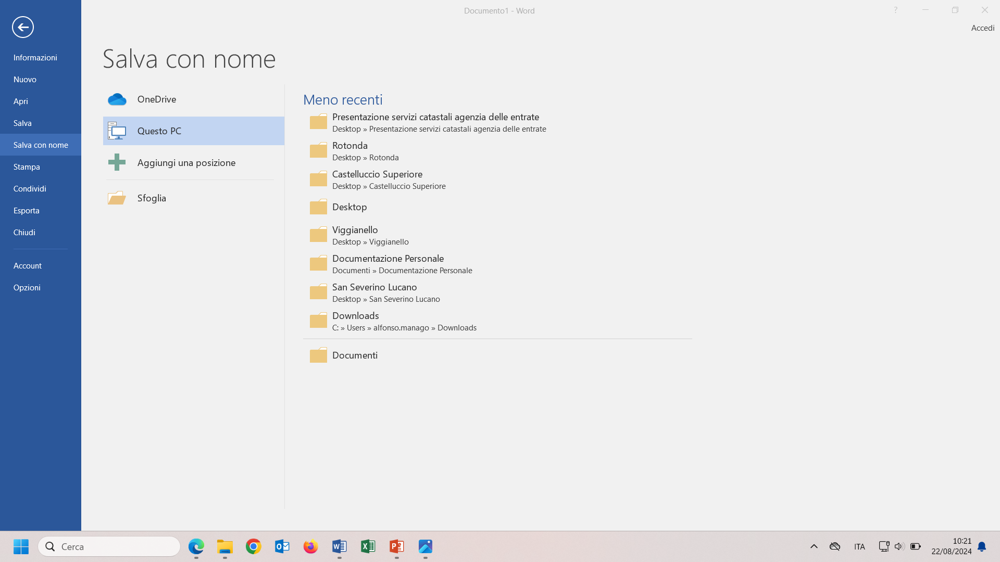 Documento1 - Word
?
Accedi
Informazioni
Nuovo
Apri
Salva
Salva con nome
Stampa
Condividi
Esporta
Chiudi
Account
Opzioni
Salva con nome
OneDrive
Questo PC
Aggiungi una posizione
Sfoglia
Meno recenti
Presentazione servizi catastali agenzia delle entrate
Desktop » Presentazione servizi catastali agenzia delle entrate
Rotonda
Desktop » Rotonda
Castelluccio Superiore
Desktop » Castelluccio Superiore
Desktop
Viggianello
Desktop » Viggianello
Documentazione Personale
Documenti » Documentazione Personale
San Severino Lucano
Desktop » San Severino Lucano
Downloads
C: » Users » alfonso.manago » Downloads
Documenti
Cerca
ITA
10:21
22/08/2024